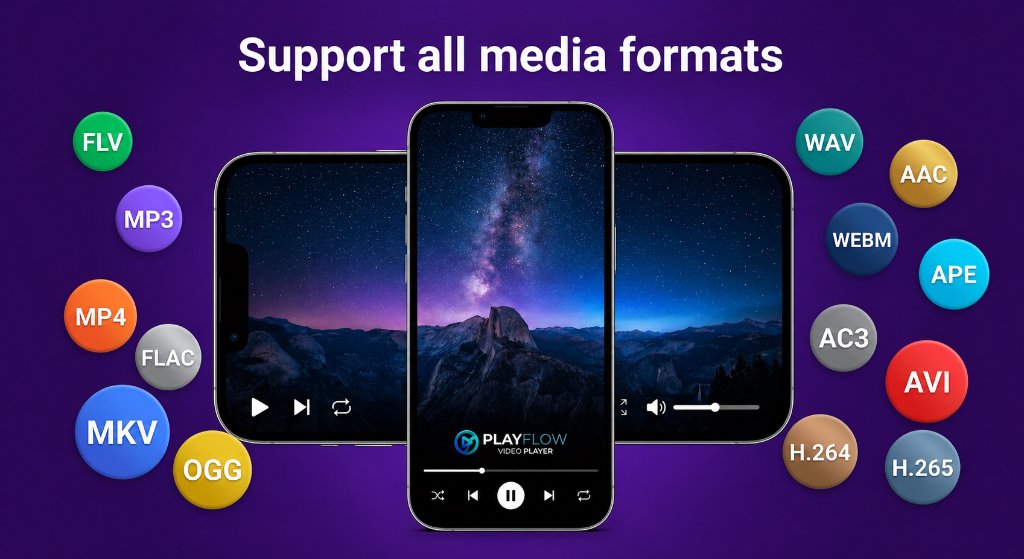 Support all media formats
FLV
MP3
MP4
FLAC
MKV
OGG
PLAYFLOW
VIDEO PLAYER
WAV
AAC
WEBM
APE
AC3
AVI
H.264
H.265